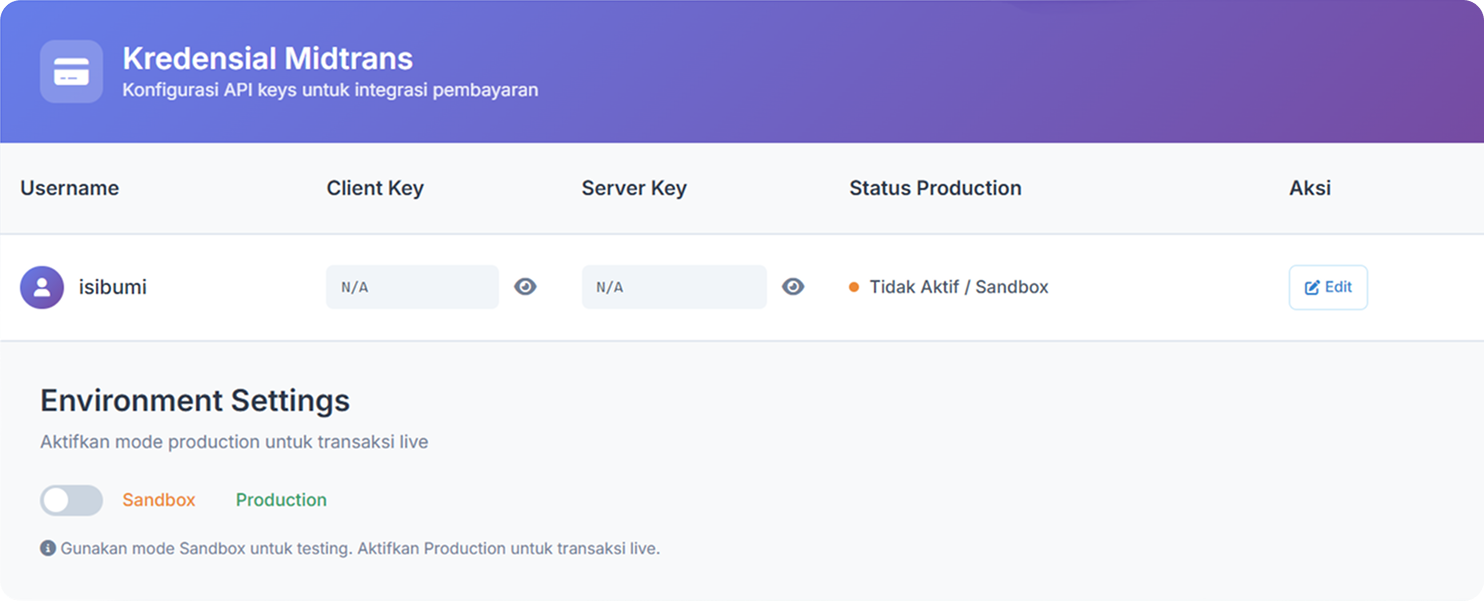 Kredensial Midtrans
Konfigurasi API keys untuk integrasi pembayaran
Username Client Key Server Key Status Production Aksi
isibumi N/A N/A Tidak Aktif / Sandbox Edit
Environment Settings
Aktifkan mode production untuk transaksi live
Sandbox Production
Gunakan mode Sandbox untuk testing. Aktifkan Production untuk transaksi live.